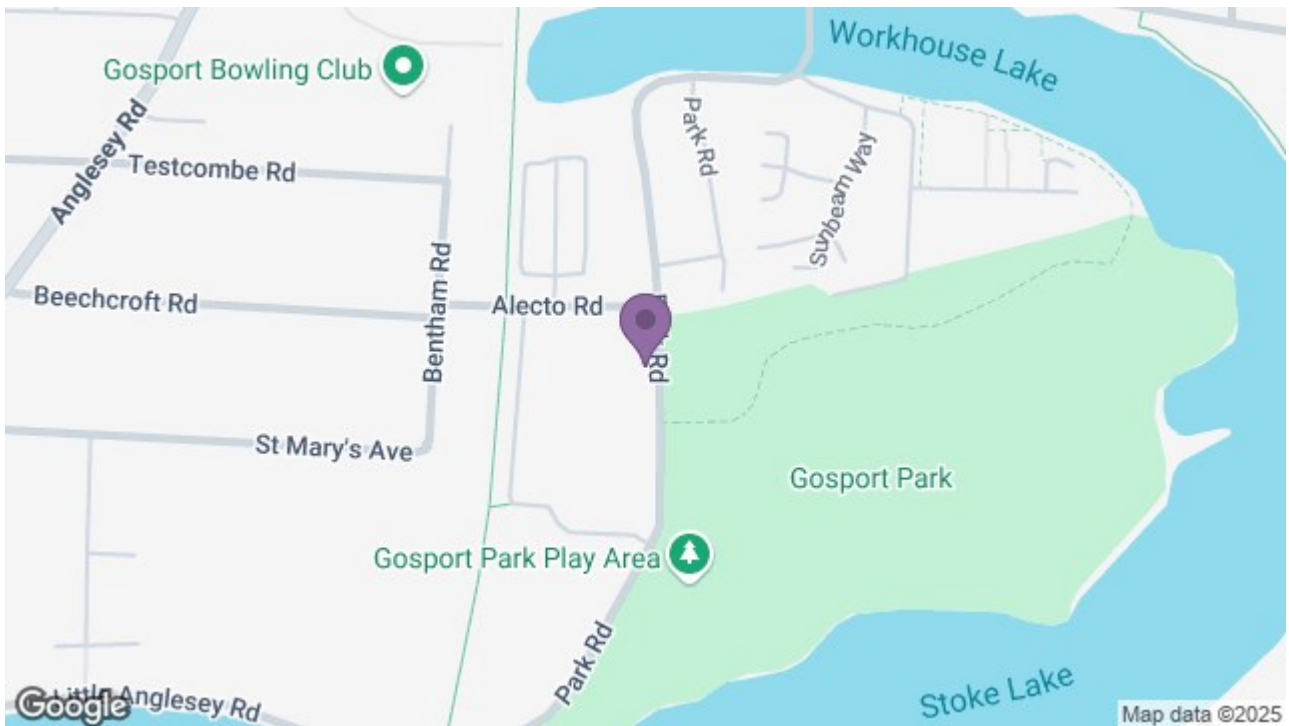 Workhouse Lake
Gosport Bowling Club
Anglesey Rd
Park Rd
Testcombe Rd
Sunbeam Way
Bentham Rd
Beechcroft Rd
Alecto Rd
Rd
St Mary's Ave
Gosport Park
Gosport Park Play Area
Park Rd
Stoke Lake
Little Anglesey Rd
Google
Map data ©2025